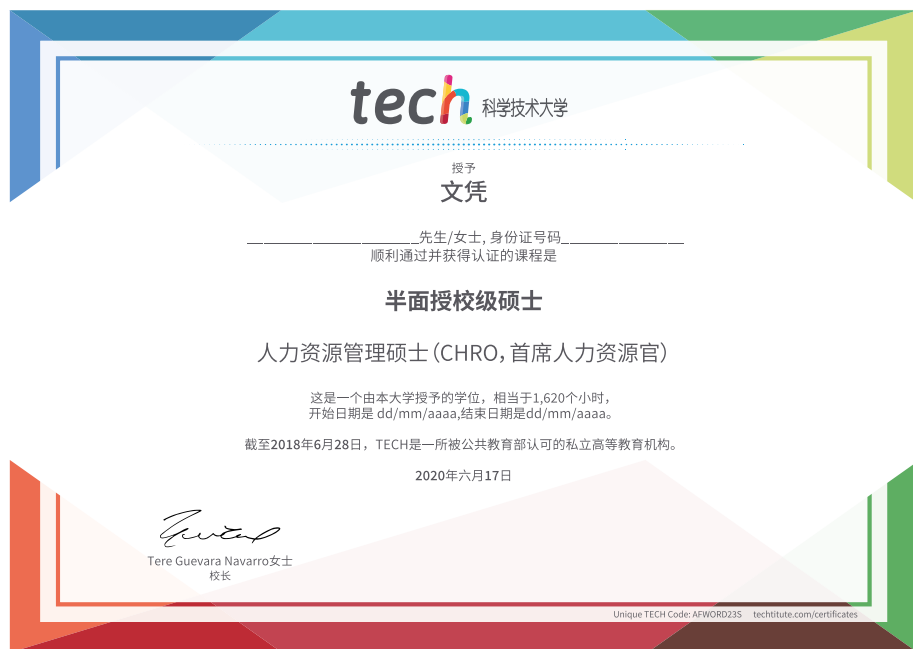 tech 科学技术大学
授予
文凭
______________________先生/女士, 身份证号码________________
顺利通过并获得认证的课程是
半面授校级硕士
人力资源管理硕士（CHRO，首席人力资源官）
这是一个由本大学授予的学位，相当于1,620个小时，
开始日期是 dd/mm/aaaa,结束日期是dd/mm/aaaa。
截至2018年6月28日，TECH是一所被公共教育部认可的私立高等教育机构。
2020年六月17日
Tere Guevara Navarro女士
校长
Unique TECH Code: AFWORD23S techtitute.com/certificates